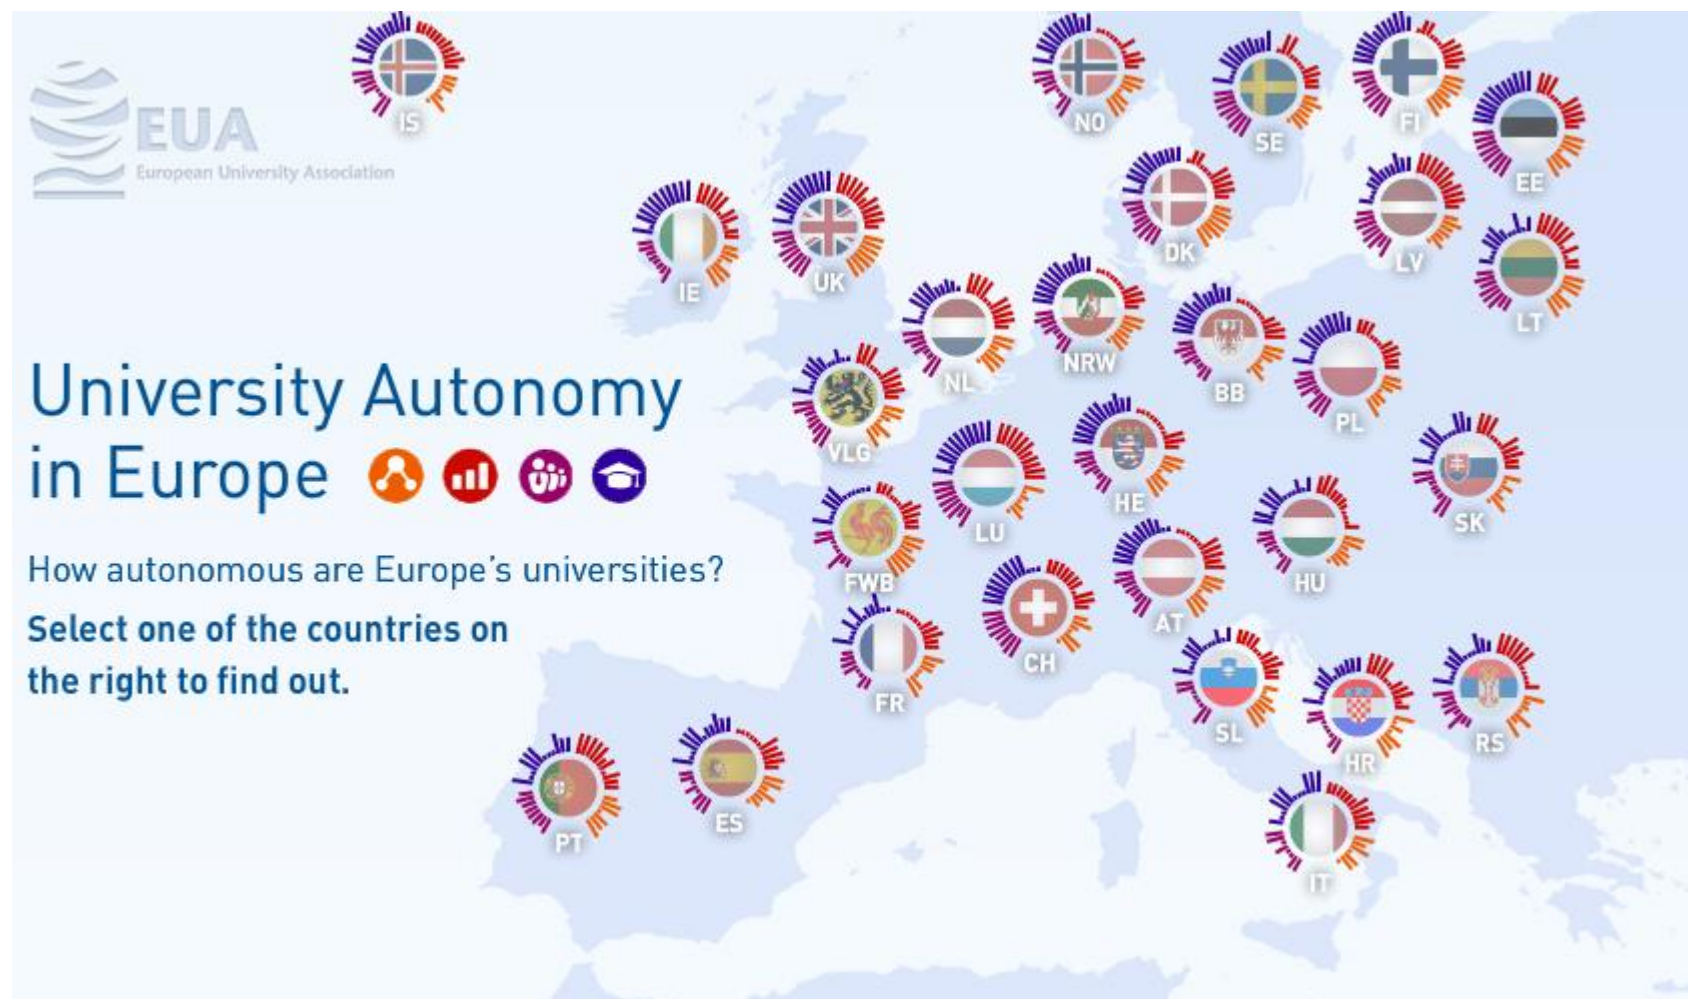 EUA
European University Association
University Autonomy
in Europe
How autonomous are Europe's universities?
Select one of the countries on
the right to find out.
IS
NO
SE
FI
EE
DK
LV
LT
IE
UK
NL
NRW
BB
PL
VLG
LU
HE
SK
FWB
HU
CH
AT
FR
SL
HR
RS
PT
ES
IT